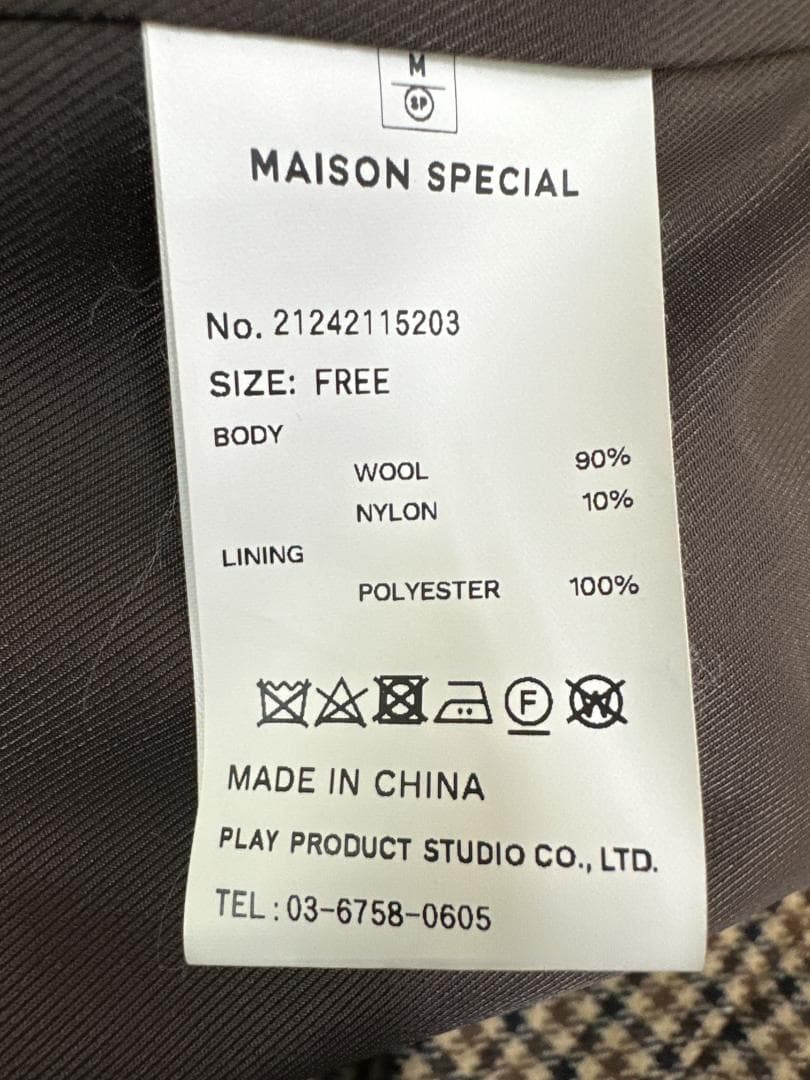 M
SP
MAISON SPECIAL
No. 21242115203
SIZE: FREE
BODY
WOOL 90%
NYLON 10%
LINING
POLYESTER 100%
F W
MADE IN CHINA
PLAY PRODUCT STUDIO CO., LTD.
TEL:03-6758-0605